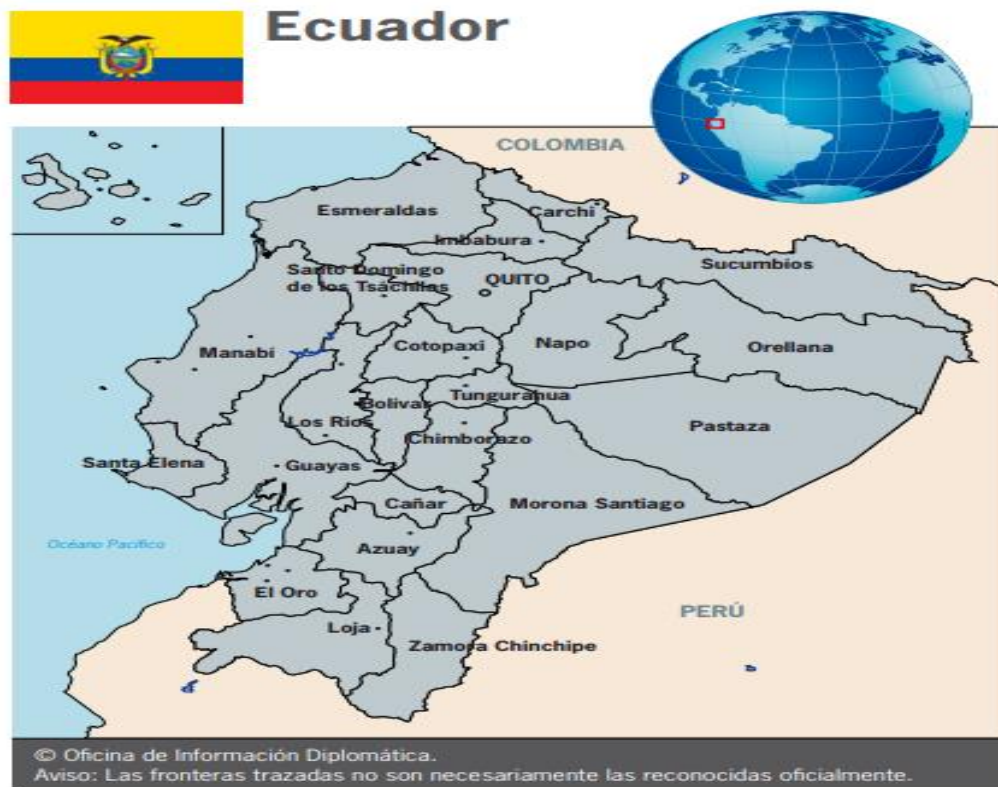 Ecuador
COLOMBIA
Esmeraldas
Carchi
Imbabura
Sucumbios
Santo Domingo
de los Tsáchilas
QUITO
Manabí
Cotopaxi
Napo
Orellana
Tungurahua
Bolívar
Los Ríos
Pastaza
Chimborazo
Santa Elena
Guayas
Cañar
Morona Santiago
Océano Pacífico
Azuay
El Oro
PERÚ
Loja
Zamora Chinchipe
© Oficina de Información Diplomática.
Aviso: Las fronteras trazadas no son necesariamente las reconocidas oficialmente.